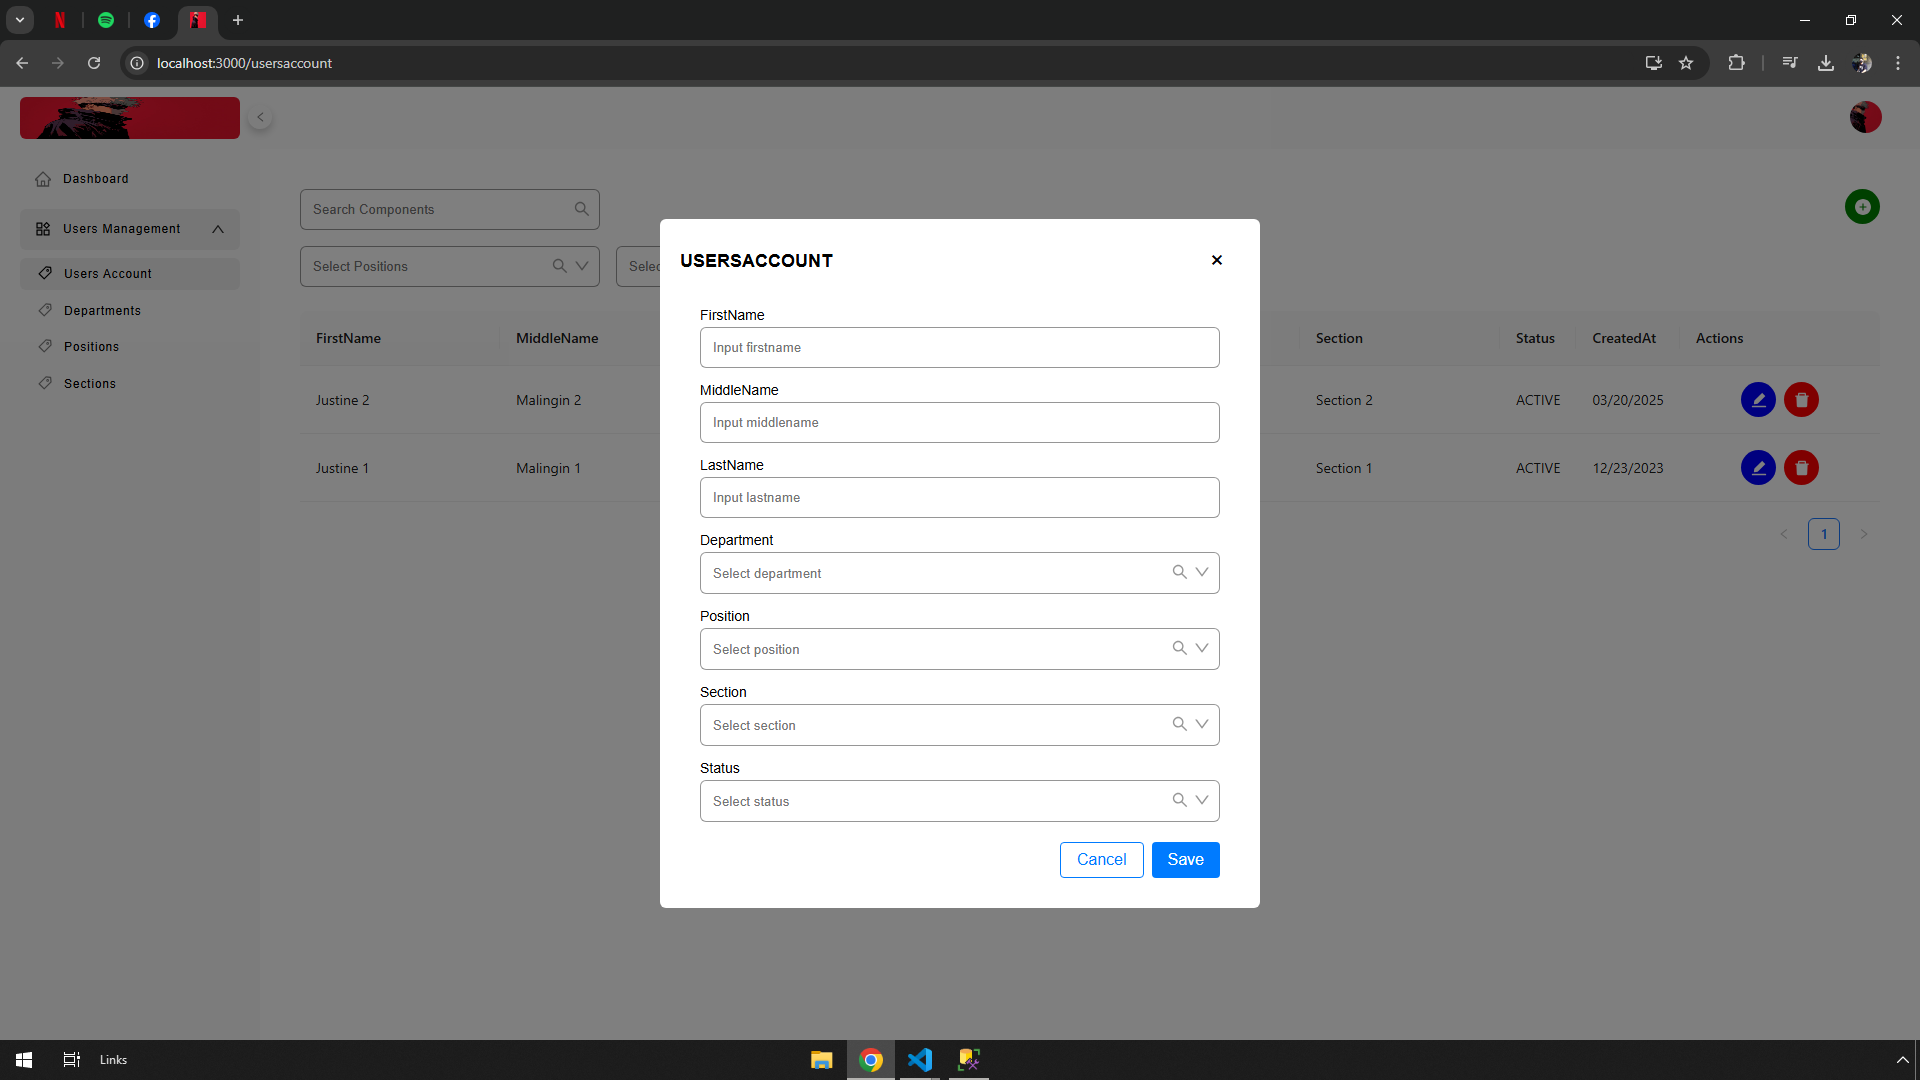 localhost:3000/usersaccount
Dashboard
Users Management
Users Account
Departments
Positions
Sections
Search Components
Select Positions
Selec
FirstName MiddleName Section Status CreatedAt Actions
Justine 2 Malingin 2 Section 2 ACTIVE 03/20/2025
Justine 1 Malingin 1 Section 1 ACTIVE 12/23/2023
1
USERSACCOUNT
FirstName
Input firstname
MiddleName
Input middlename
LastName
Input lastname
Department
Select department
Position
Select position
Section
Select section
Status
Select status
Cancel Save
Links